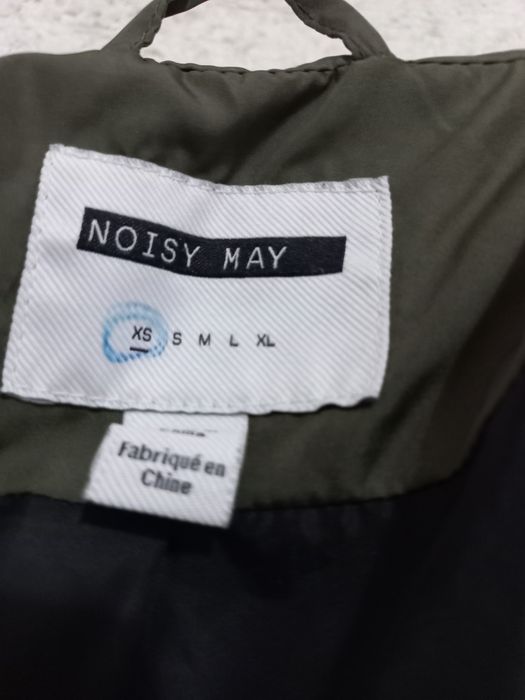 NOISY MAY
XS S M L XL
Fabriqué en
Chine